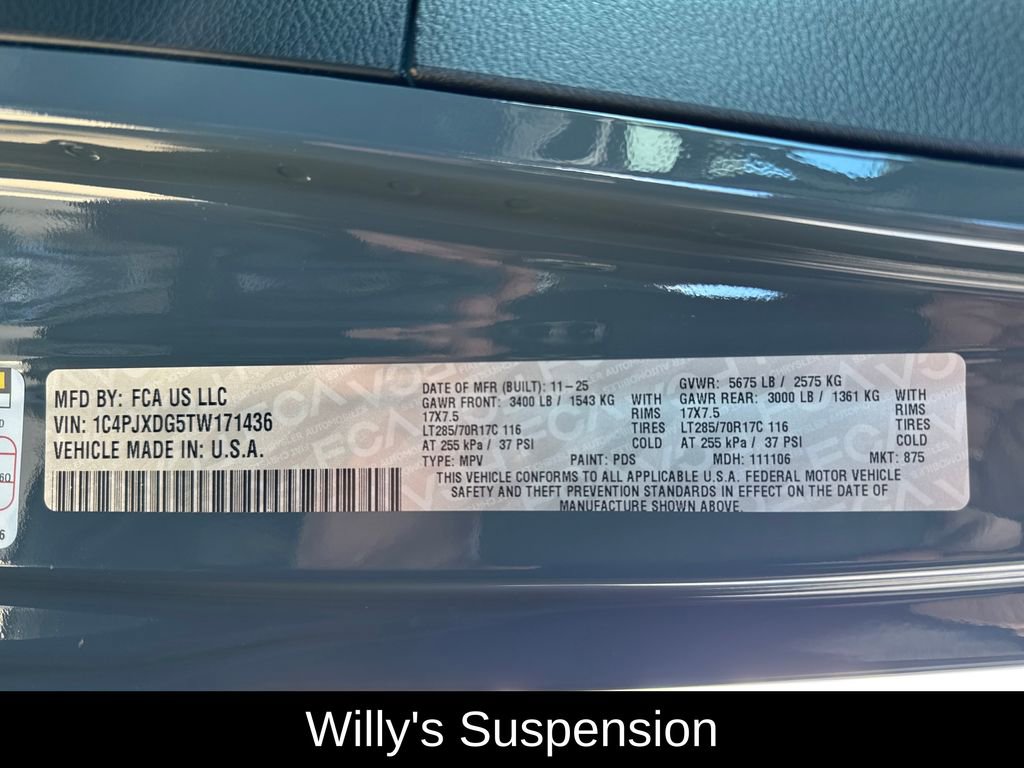 MFD BY: FCA US LLC
VIN: 1C4PJXDG5TW171436
VEHICLE MADE IN: U.S.A.
DATE OF MFR (BUILT): 11-25 GVWR: 5675 LB / 2575 KG
GAWR FRONT: 3400 LB / 1543 KG WITH GAWR REAR: 3000 LB / 1361 KG WITH
17X7.5 RIMS 17X7.5 RIMS
LT285/70R17C 116 TIRES LT285/70R17C 116 TIRES
AT 255 kPa / 37 PSI COLD AT 255 kPa / 37 PSI COLD
TYPE: MPV PAINT: PDS MDH: 111106 MKT: 875
THIS VEHICLE CONFORMS TO ALL APPLICABLE U.S.A. FEDERAL MOTOR VEHICLE
SAFETY AND THEFT PREVENTION STANDARDS IN EFFECT ON THE DATE OF
MANUFACTURE SHOWN ABOVE.
Willy's Suspension